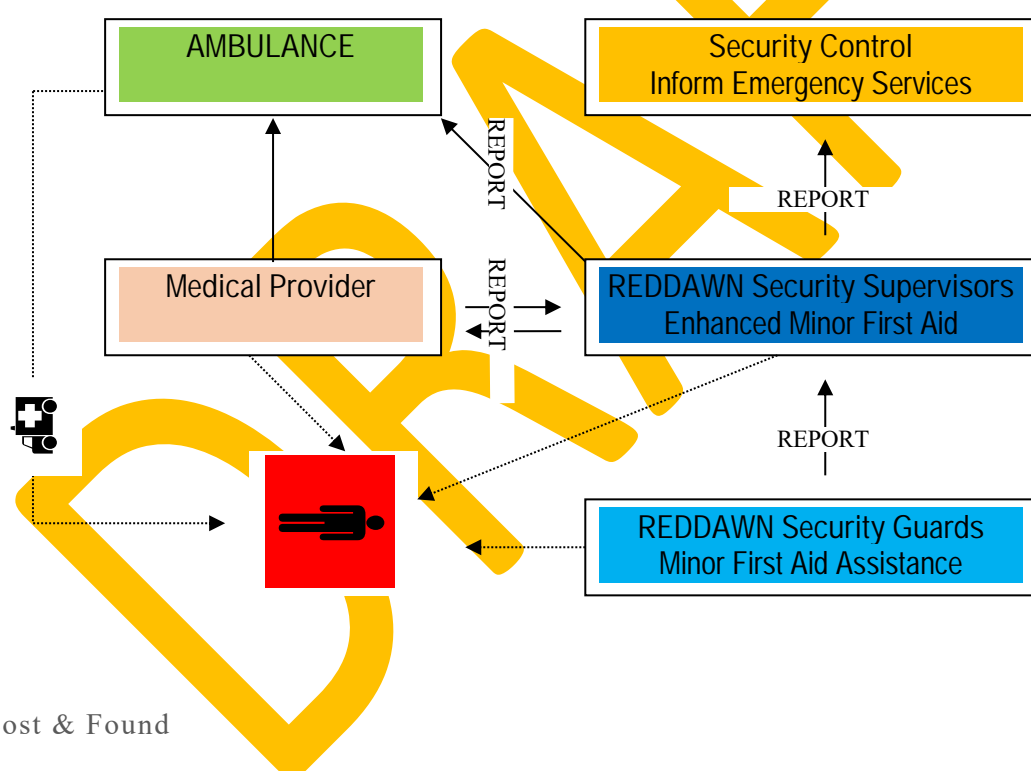 AMBULANCE
Security Control
Inform Emergency Services
REPORT
REPORT
Medical Provider
REPORT
REDDAWN Security Supervisors
Enhanced Minor First Aid
REPORT
REDDAWN Security Guards
Minor First Aid Assistance
ost & Found
DRA